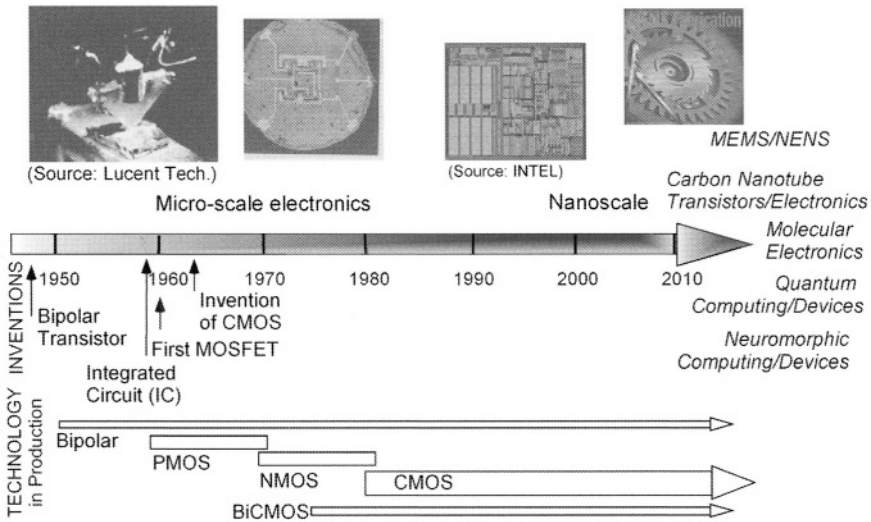 (Source: Lucent Tech.)
(Source: INTEL)
MEMS/NENS
Micro-scale electronics
Nanoscale
Carbon Nanotube
Transistors/Electronics
Molecular
Electronics
1950
1960
1970
1980
1990
2000
2010
Quantum
Computing/Devices
Neuromorphic
Computing/Devices
INVENTIONS
Bipolar
Transistor
Integrated
Circuit (IC)
First MOSFET
Invention
of CMOS
TECHNOLOGY
in Production
Bipolar
PMOS
NMOS
CMOS
BiCMOS